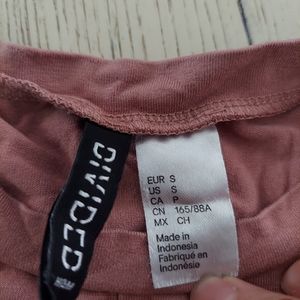 DIVIDED
H&M
EUR S
US S
CA P
CN 165/88A
MX CH
Made in
Indonesia
Fabriqué en
Indonésie